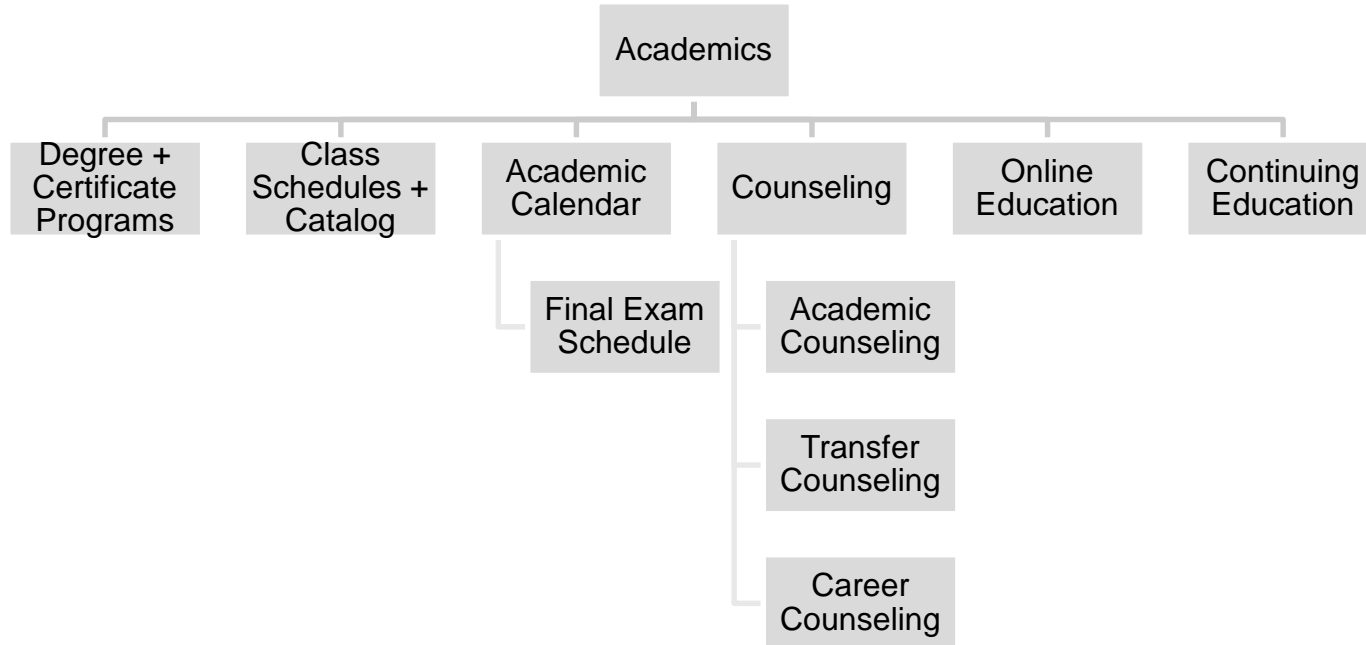 Academics
Degree +
Certificate
Programs
Class
Schedules +
Catalog
Academic
Calendar
Counseling
Online
Education
Continuing
Education
Final Exam
Schedule
Academic
Counseling
Transfer
Counseling
Career
Counseling